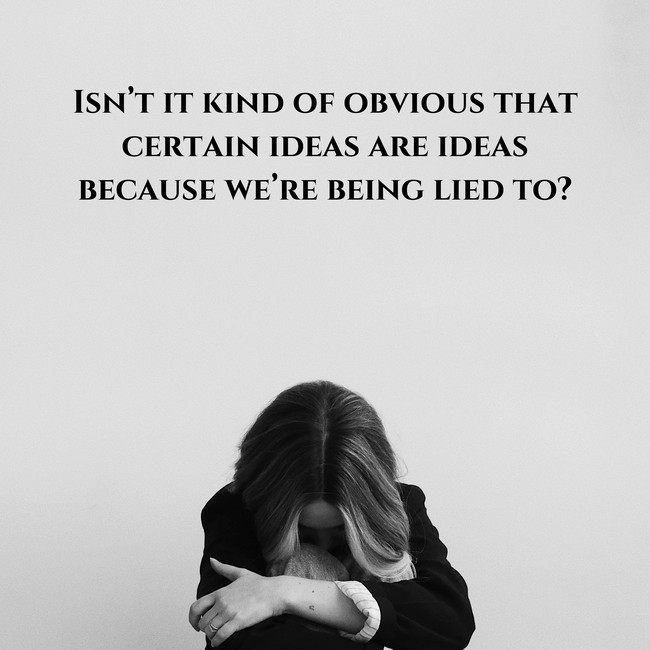 Isn't it kind of obvious that
certain ideas are ideas
because we're being lied to?